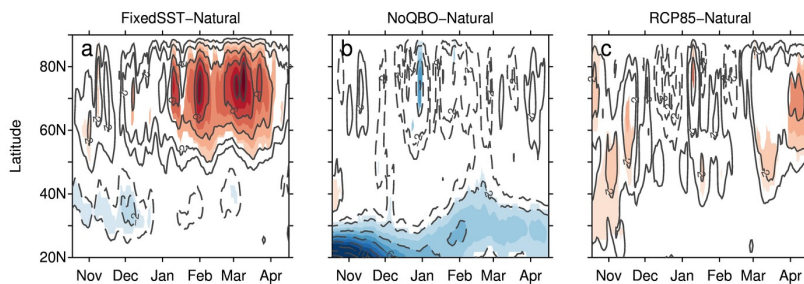 FixedSST−Natural NoQBO−Natural RCP85−Natural
a b c
80N
60N
40N
20N
Latitude
Nov Dec Jan Feb Mar Apr Nov Dec Jan Feb Mar Apr Nov Dec Jan Feb Mar Apr